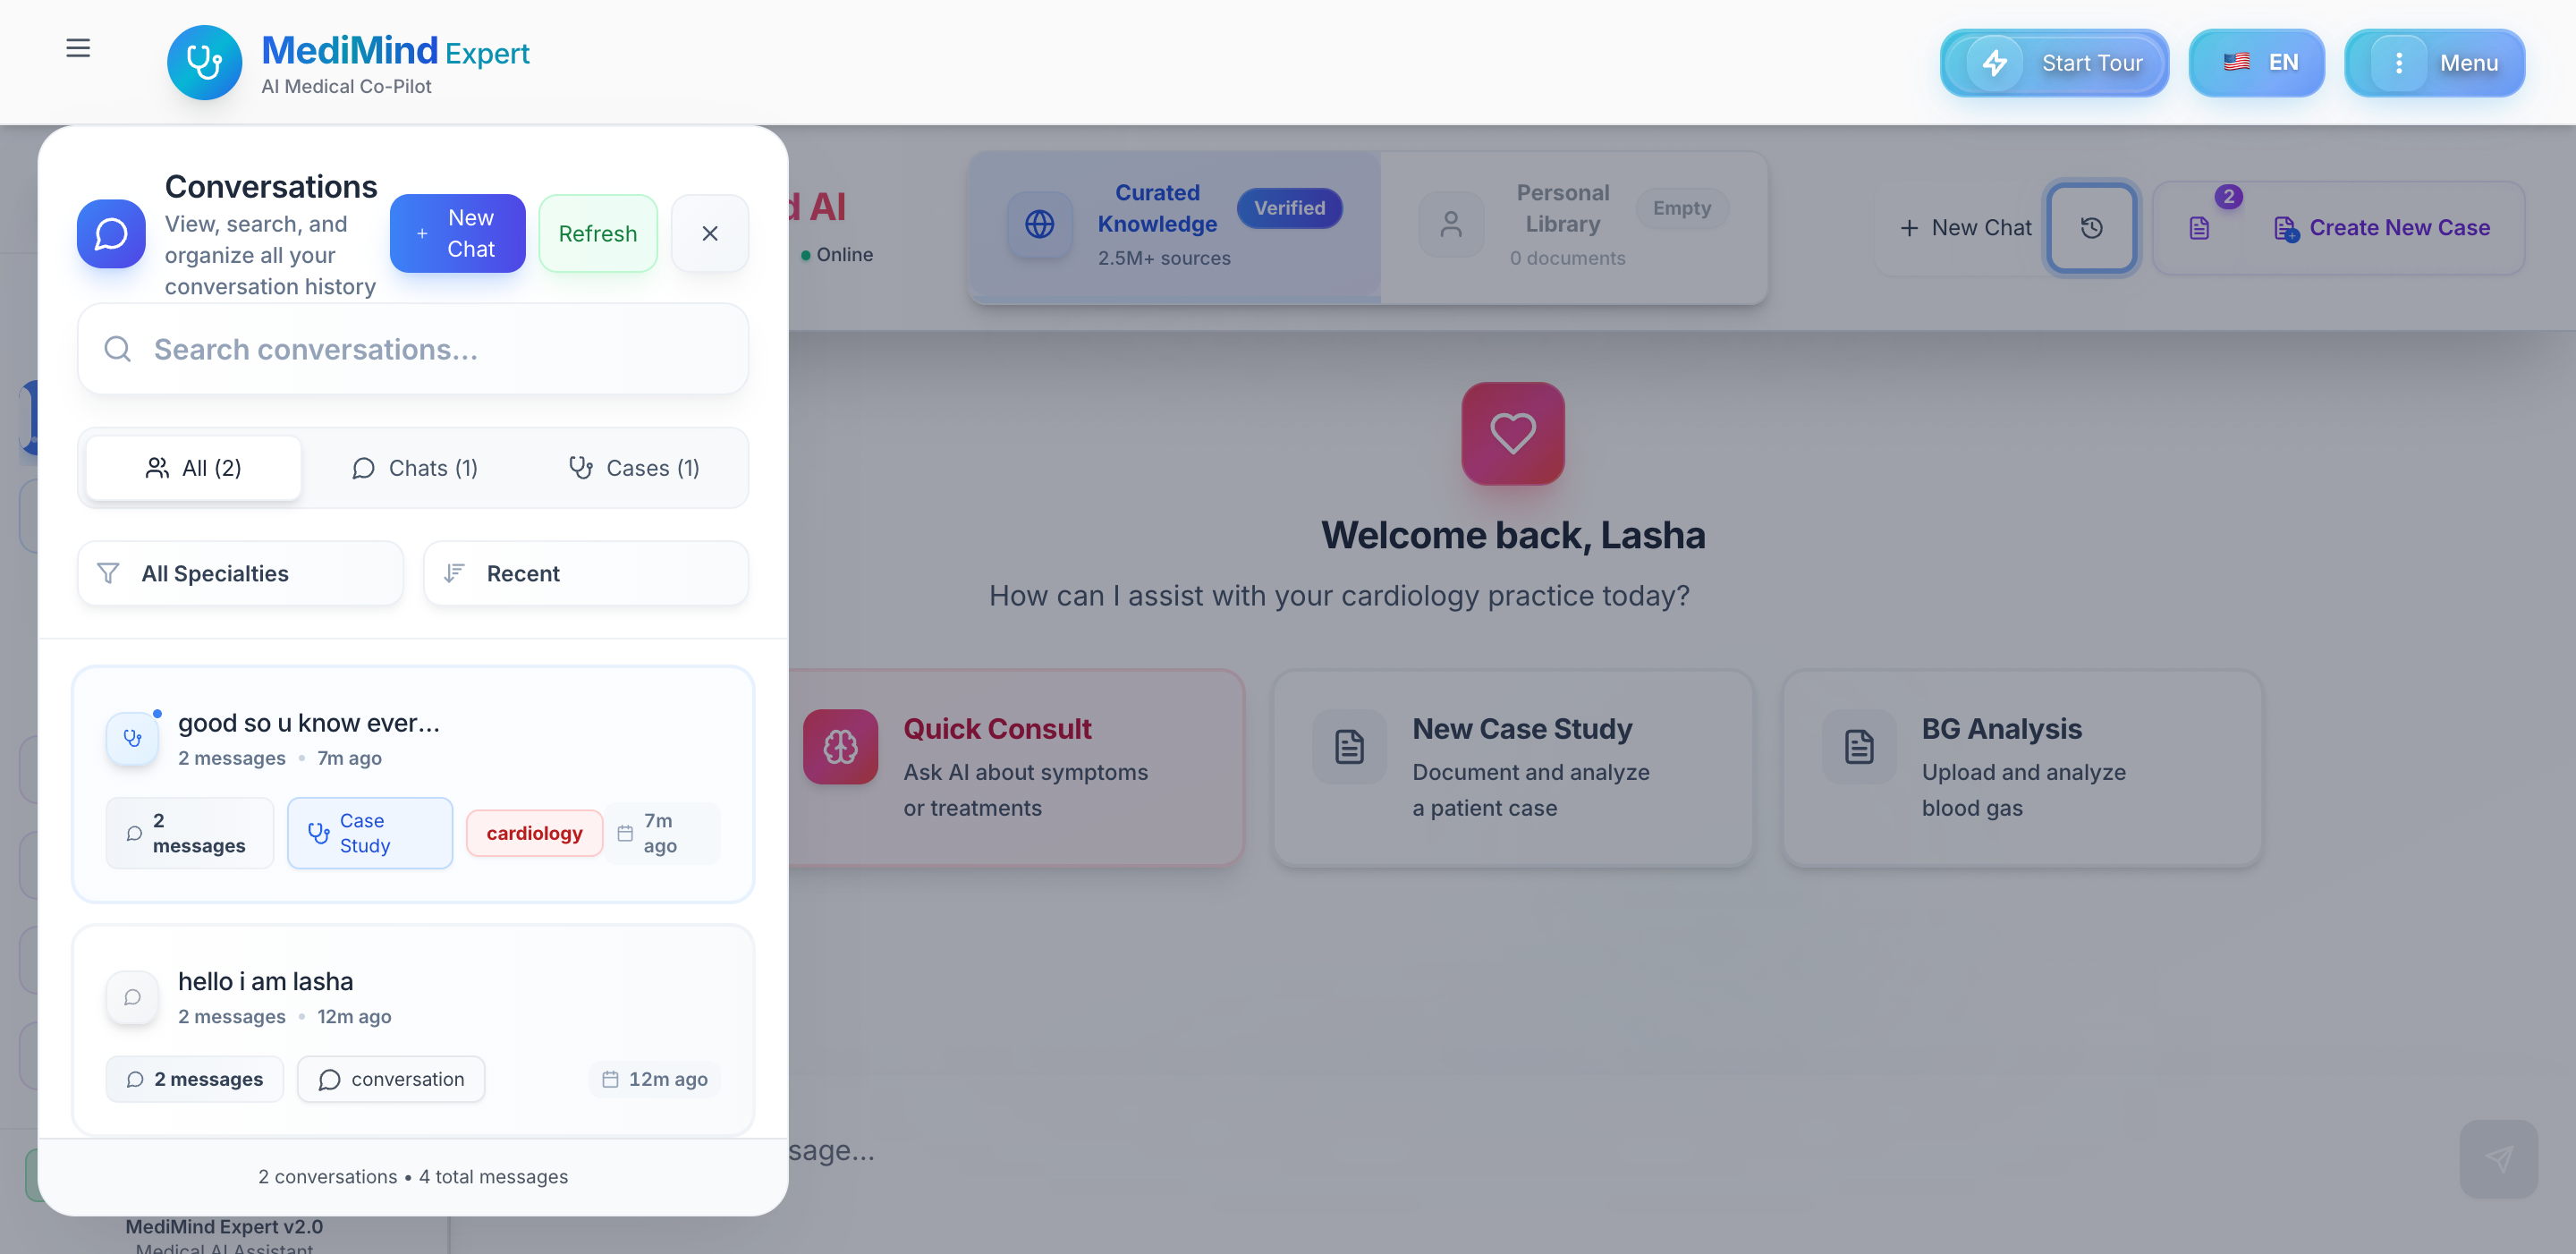 MediMind Expert
AI Medical Co-Pilot
Start Tour
EN
Menu
Conversations
View, search, and
organize all your
conversation history
+ New
Chat
Refresh
Search conversations...
All (2)
Chats (1)
Cases (1)
All Specialties
Recent
good so u know ever...
2 messages • 7m ago
2
messages
Case
Study
cardiology
7m
ago
hello i am lasha
2 messages • 12m ago
2 messages
conversation
12m ago
2 conversations • 4 total messages
MediMind Expert v2.0
Medical AI Assistant
AI
Online
Curated
Knowledge
Verified
2.5M+ sources
Personal
Library
Empty
0 documents
+ New Chat
2
Create New Case
Welcome back, Lasha
How can I assist with your cardiology practice today?
Quick Consult
Ask AI about symptoms
or treatments
New Case Study
Document and analyze
a patient case
BG Analysis
Upload and analyze
blood gas
sage...